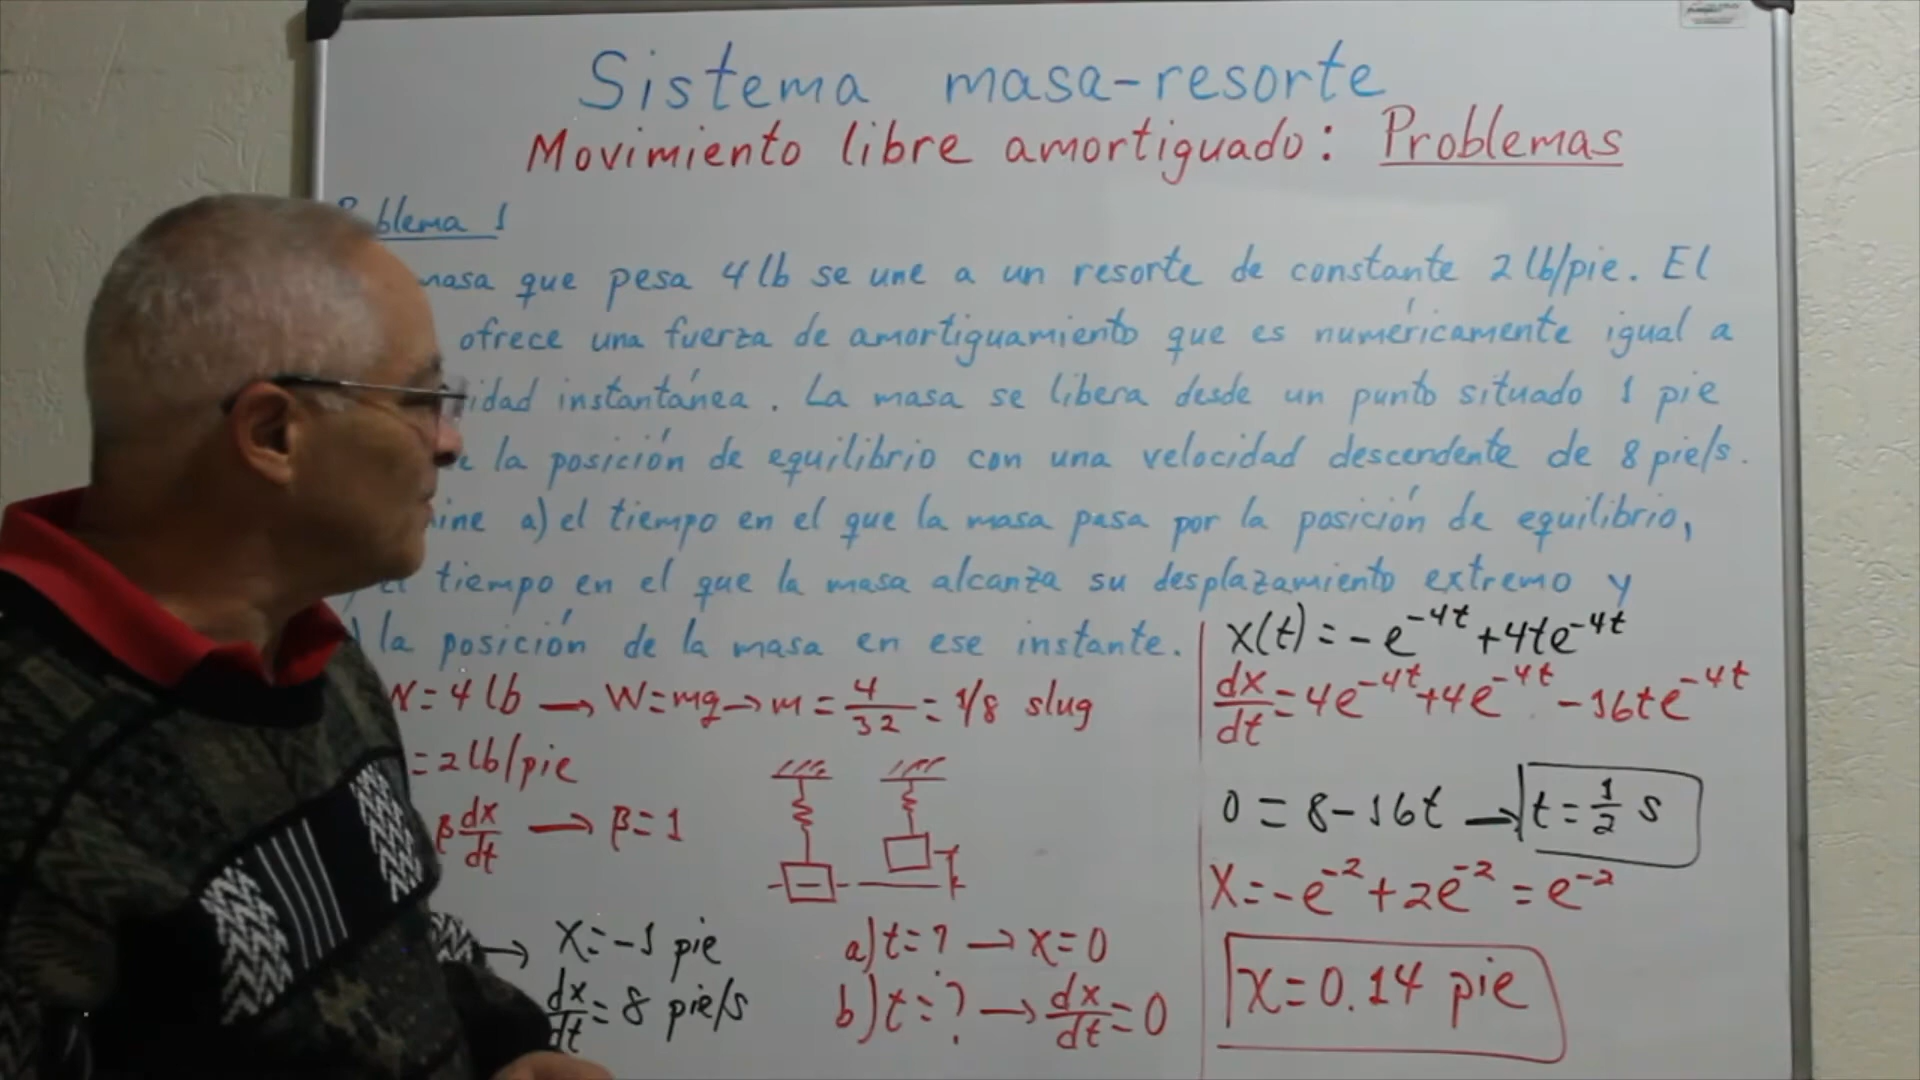 Sistema masa-resorte
Movimiento libre amortiguado: Problemas
blema 1
masa que pesa 4 lb se une a un resorte de constante 2 lb/pie. El
ofrece una fuerza de amortiguamiento que es numéricamente igual a
idad instantánea. La masa se libera desde un punto situado 1 pie
la posición de equilibrio con una velocidad descendente de 8 pie/s.
ine a) el tiempo en el que la masa pasa por la posición de equilibrio,
el tiempo en el que la masa alcanza su desplazamiento extremo y
) la posición de la masa en ese instante.
W = 4 lb → W = mg → m = 4/32 = 1/8 slug
= 2 lb/pie
β dx/dt → β = 1
→ x = -1 pie
dx/dt = 8 pie/s
a) t = ? → x = 0
b) t = ? → dx/dt = 0
x(t) = -e^{-4t} + 4te^{-4t}
dx/dt = 4e^{-4t} + 4e^{-4t} - 16te^{-4t}
0 = 8 - 16t → t = 1/2 s
x = -e^{-2} + 2e^{-2} = e^{-2}
x = 0.14 pie